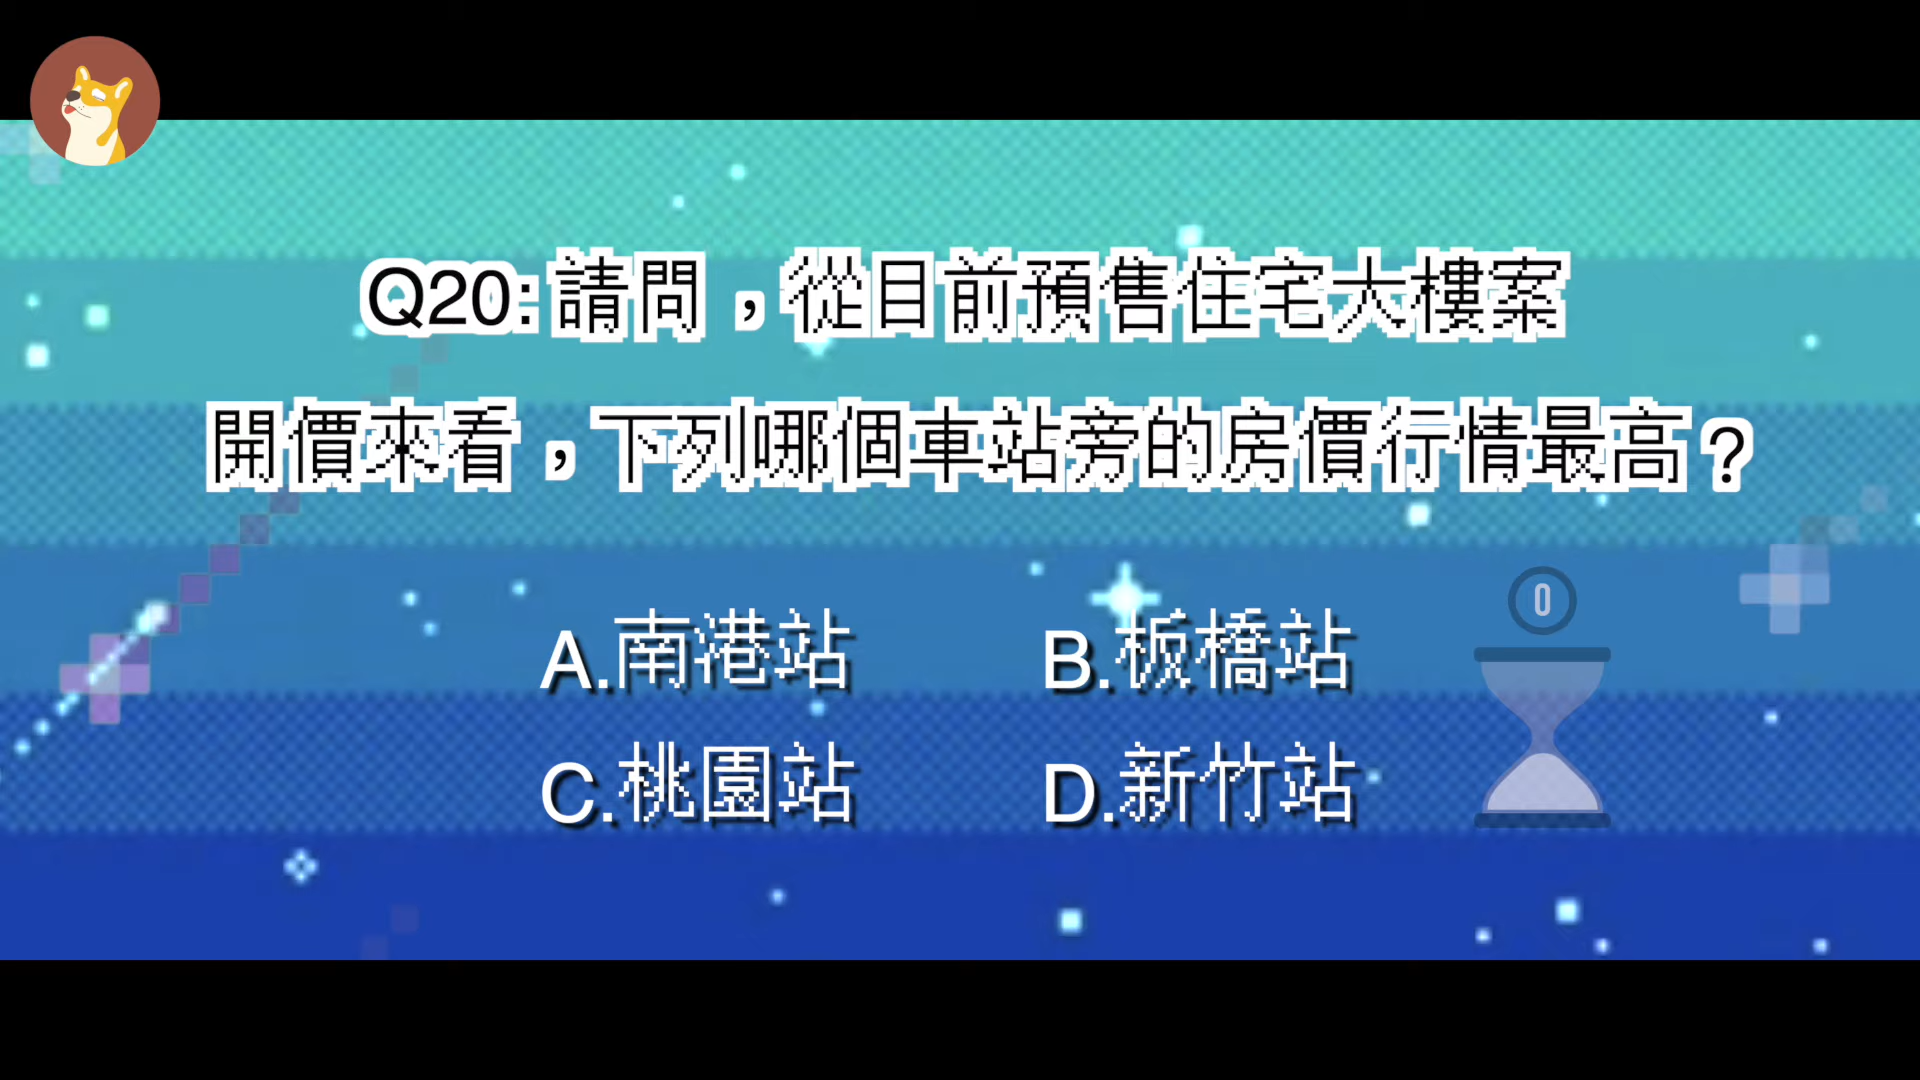 Q20:請問，從目前預售住宅大樓案
開價來看，下列哪個車站旁的房價行情最高？
A.南港站
B.板橋站
0
C.桃園站
D.新竹站